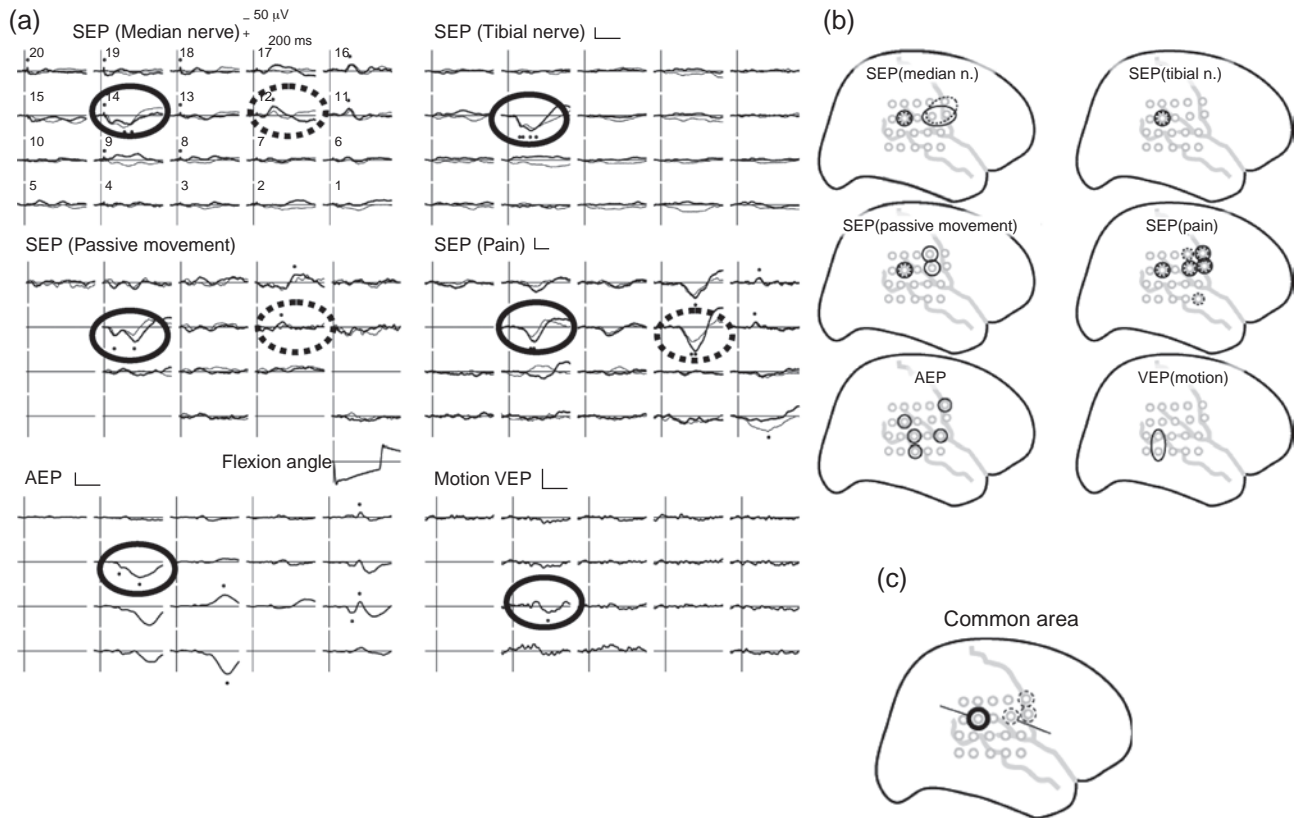 (a)
SEP (Median nerve)
− 50 μV
+
200 ms
SEP (Tibial nerve)
20 19 18 17 16
15 14 13 12 11
10 9 8 7 6
5 4 3 2 1
SEP (Passive movement)
SEP (Pain)
Flexion angle
AEP
Motion VEP
(b)
SEP(median n.)
SEP(tibial n.)
SEP(passive movement)
SEP(pain)
AEP
VEP(motion)
(c)
Common area